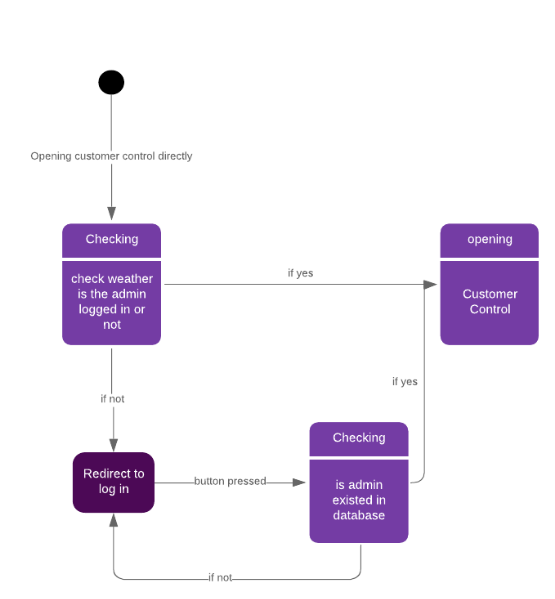 Opening customer control directly
Checking
check weather
is the admin
logged in or
not
if yes
opening
Customer
Control
if not
if yes
Redirect to
log in
button pressed
Checking
is admin
existed in
database
if not